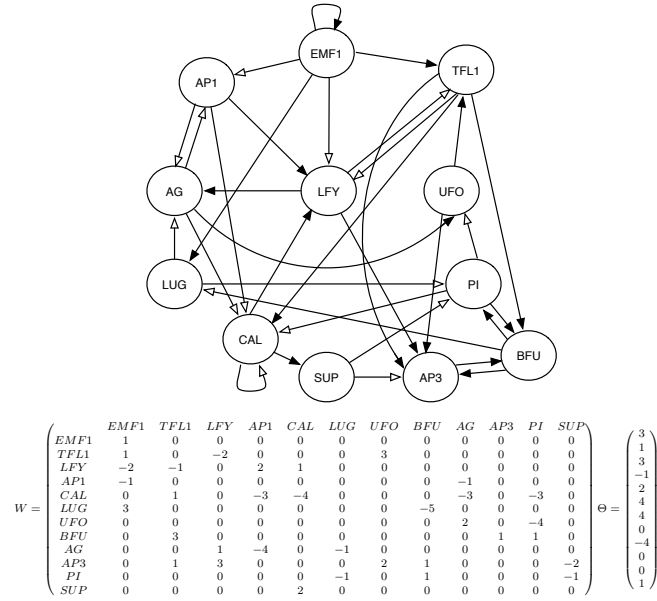 EMF1
TFL1
AP1
AG
LFY
UFO
LUG
PI
CAL
BFU
SUP
AP3
EMF1 TFL1 LFY AP1 CAL LUG UFO BFU AG AP3 PI SUP
EMF1 1 0 0 0 0 0 0 0 0 0 0 0 3
TFL1 1 0 −2 0 0 0 3 0 0 0 0 0 1
LFY −2 −1 0 2 1 0 0 0 0 0 0 0 3
AP1 −1 0 0 0 0 0 0 0 −1 0 0 0 −1
CAL 0 1 0 −3 −4 0 0 0 −3 0 −3 0 2
W = LUG 3 0 0 0 0 0 0 −5 0 0 0 0 Θ = 4
UFO 0 0 0 0 0 0 0 0 2 0 −4 0 4
BFU 0 3 0 0 0 0 0 0 0 1 1 0 0
AG 0 0 1 −4 0 −1 0 0 0 0 0 0 −4
AP3 0 1 3 0 0 0 2 1 0 0 0 −2 0
PI 0 0 0 0 0 −1 0 1 0 0 0 −1 0
SUP 0 0 0 0 2 0 0 0 0 0 0 0 1